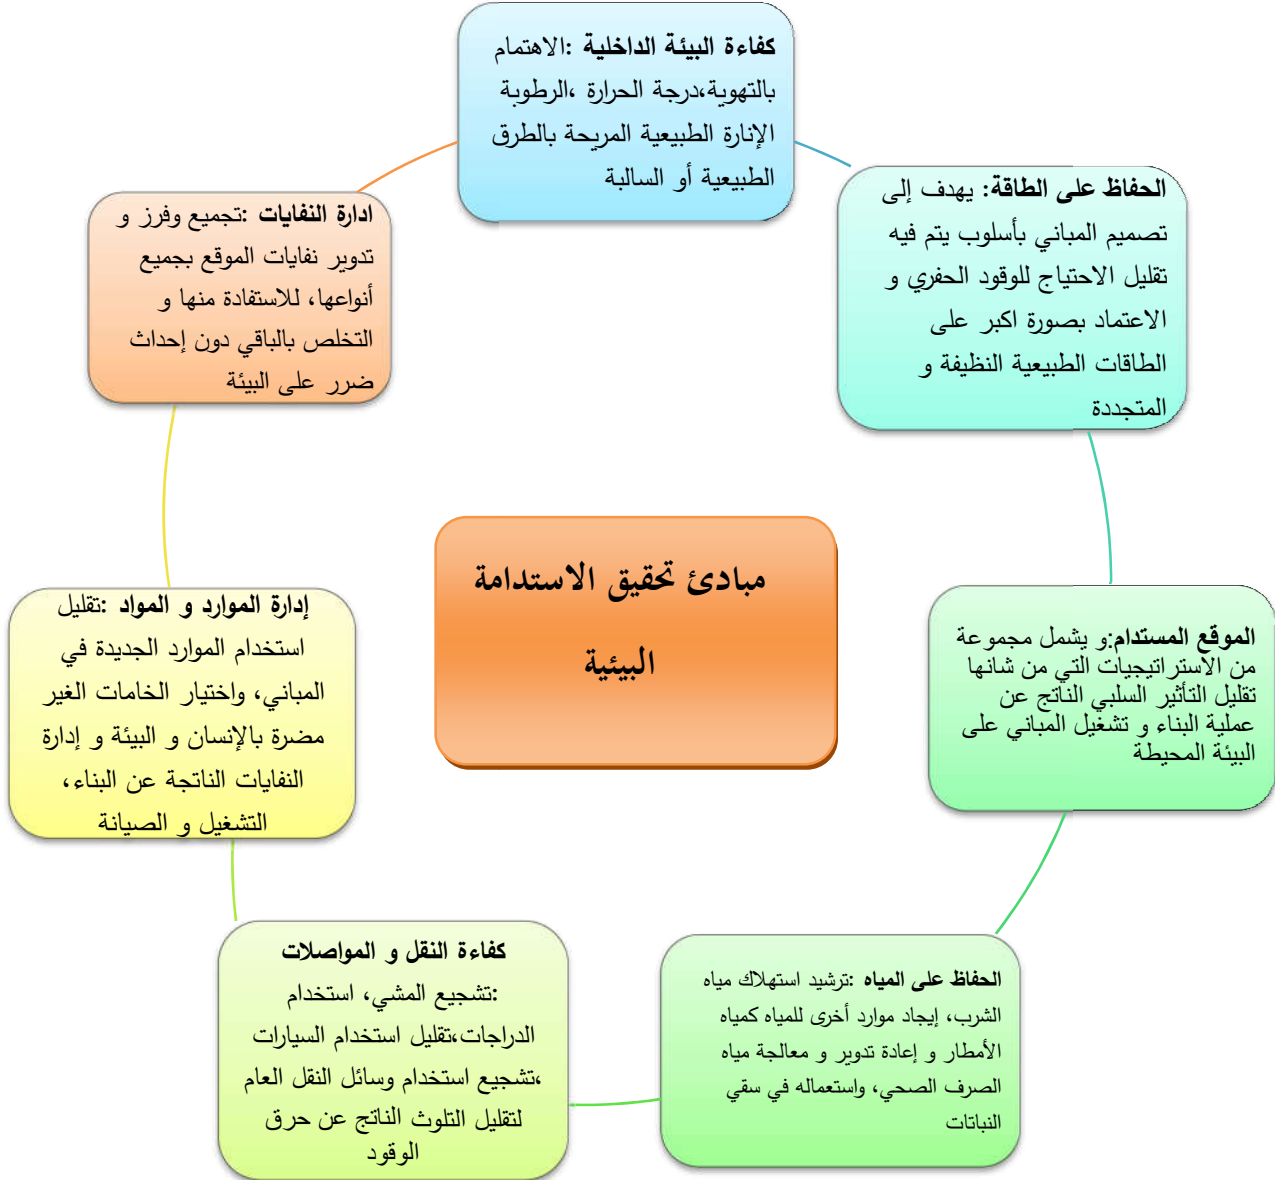 كفاءة البيئة الداخلية :الاهتمام
بالتهوية،درجة الحرارة ،الرطوبة
الإنارة الطبيعية المريحة بالطرق
الطبيعية أو السالبة
الحفاظ على الطاقة: يهدف إلى
تصميم المباني بأسلوب يتم فيه
تقليل الاحتياج للوقود الحفري و
الاعتماد بصورة اكبر على
الطاقات الطبيعية النظيفة و
المتجددة
الموقع المستدام:و يشمل مجموعة
من الاستراتيجيات التي من شانها
تقليل التأثير السلبي الناتج عن
عملية البناء و تشغيل المباني على
البيئة المحيطة
الحفاظ على المياه :ترشيد استهلاك مياه
الشرب، إيجاد موارد أخرى للمياه كمياه
الأمطار و إعادة تدوير و معالجة مياه
الصرف الصحي، واستعماله في سقي
النباتات
كفاءة النقل و المواصلات
:تشجيع المشي، استخدام
الدراجات،تقليل استخدام السيارات
،تشجيع استخدام وسائل النقل العام
لتقليل التلوث الناتج عن حرق
الوقود
إدارة الموارد و المواد :تقليل
استخدام الموارد الجديدة في
المباني، واختيار الخامات الغير
مضرة بالإنسان و البيئة و إدارة
النفايات الناتجة عن البناء،
التشغيل و الصيانة
ادارة النفايات :تجميع وفرز و
تدوير نفايات الموقع بجميع
أنواعها، للاستفادة منها و
التخلص بالباقي دون إحداث
ضرر على البيئة
مبادئ تحقيق الاستدامة
البيئية